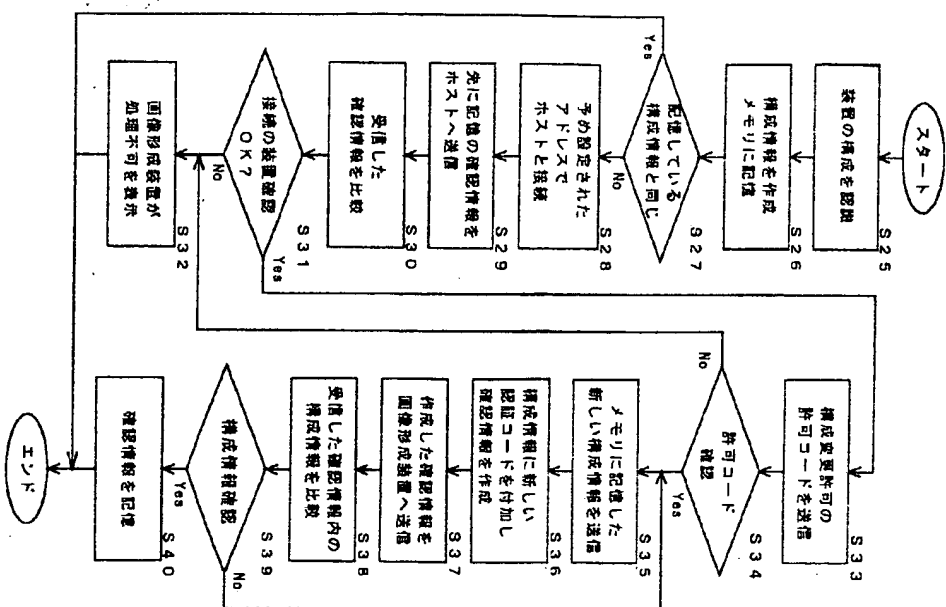 スタート
装置の構成を認識
S25
構成情報を作成
メモリに記憶
S26
記憶している
構成情報と同じ
S27
Yes
No
予め設定された
アドレスで
ホストと接続
S28
先に記憶の確認情報を
ホストへ送信
S29
受信した
確認情報を比較
S30
接続の装置確認
OK?
S31
Yes
No
画像形成装置が
処理不可を表示
S32
構成変更許可の
許可コードを送信
S33
許可コード
確認
S34
No
Yes
メモリに記憶した
新しい構成情報を送信
S35
構成情報に新しい
認証コードを付加し
確認情報を作成
S36
作成した確認情報を
画像形成装置へ送信
S37
受信した確認情報内の
構成情報を比較
S38
構成情報確認
S39
No
Yes
確認情報を記憶
S40
エンド